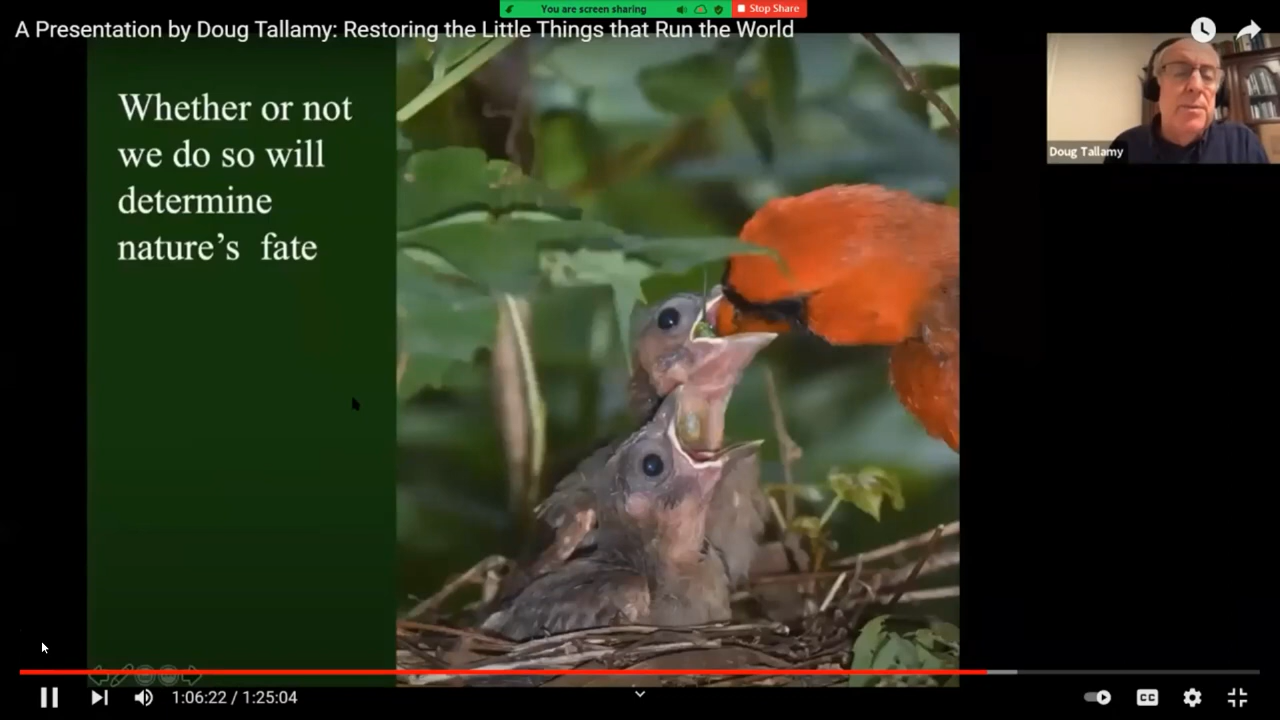 You are screen sharing
Stop Share
A Presentation by Doug Tallamy: Restoring the Little Things that Run the World
Whether or not
we do so will
determine
nature's  fate
Doug Tallamy
1:06:22 / 1:25:04
CC